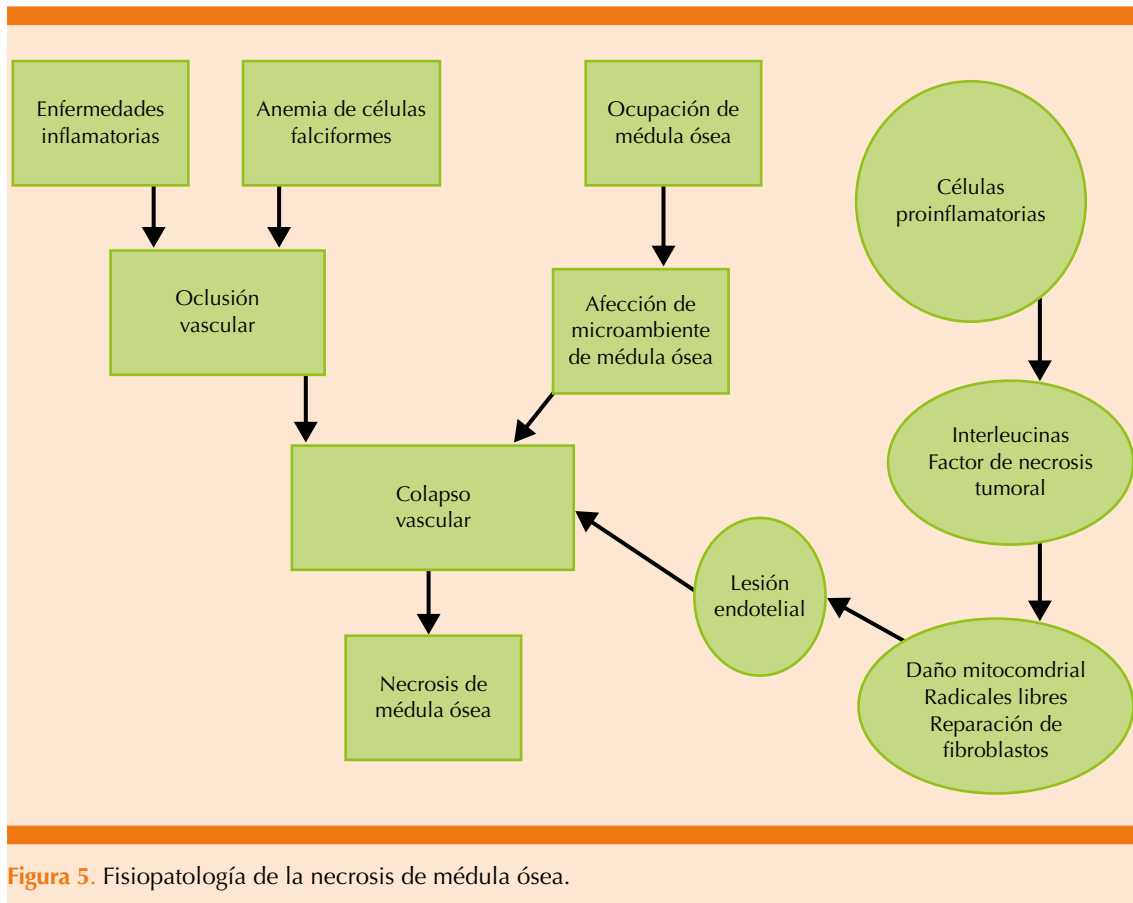 Enfermedades
inflamatorias
Anemia de células
falciformes
Ocupación de
médula ósea
Células
proinflamatorias
Oclusión
vascular
Afección de
microambiente
de médula ósea
Interleucinas
Factor de necrosis
tumoral
Colapso
vascular
Lesión
endotelial
Necrosis de
médula ósea
Daño mitocomdrial
Radicales libres
Reparación de
fibroblastos
Figura 5. Fisiopatología de la necrosis de médula ósea.